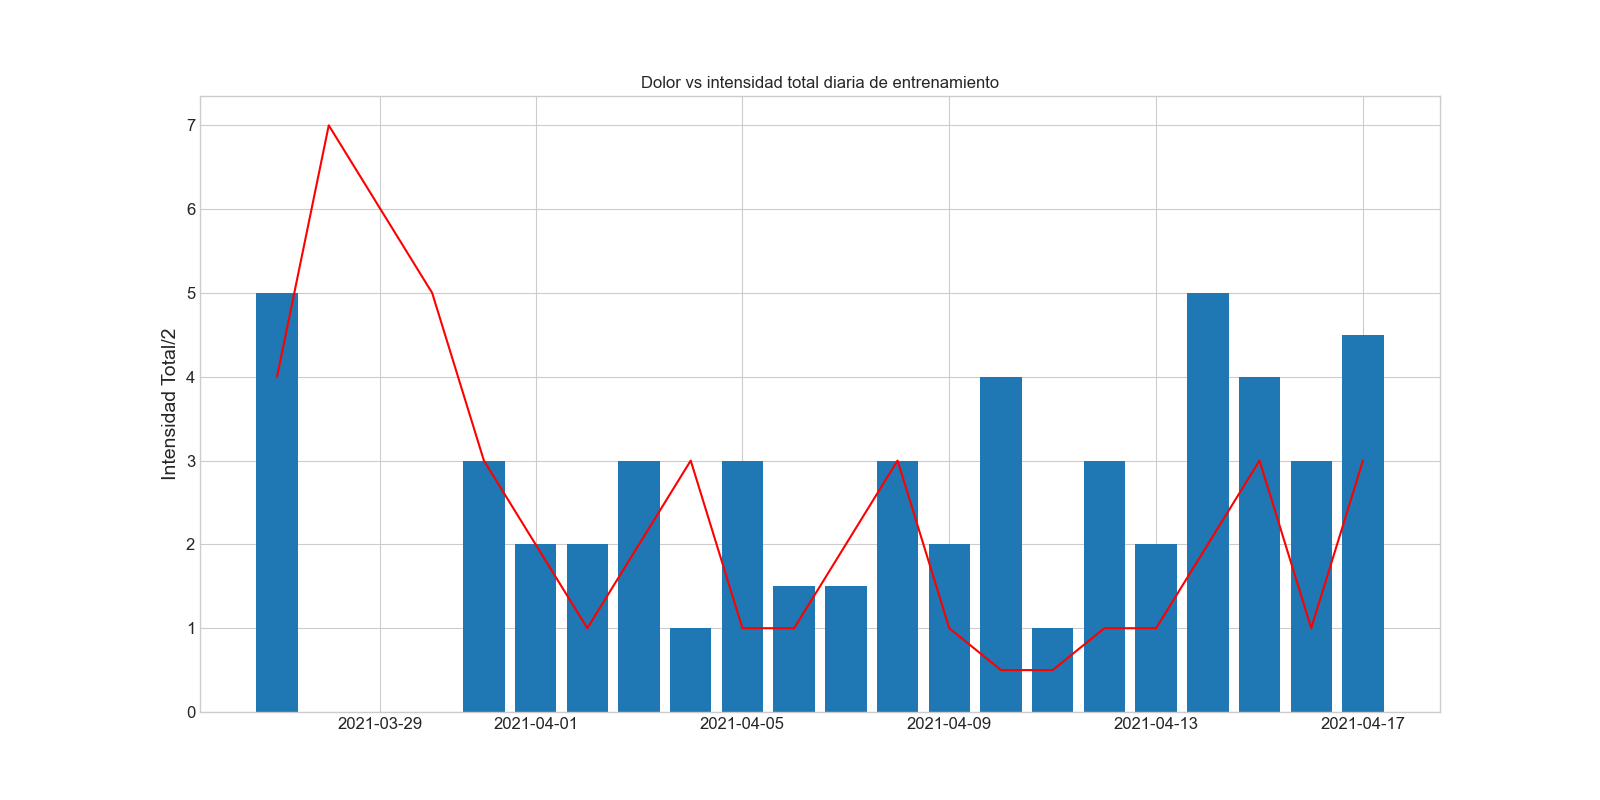 Dolor vs intensidad total diaria de entrenamiento
Intensidad Total/2
7
6
5
4
3
2
1
0
2021-03-29 2021-04-01 2021-04-05 2021-04-09 2021-04-13 2021-04-17